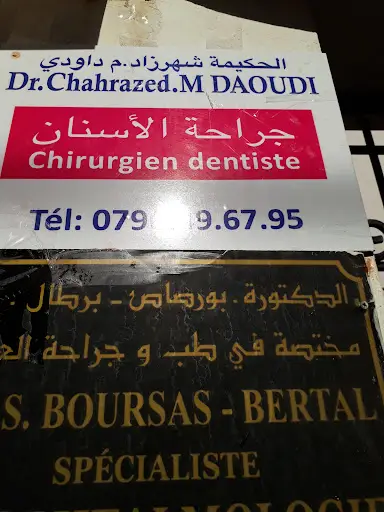 الحكيمة شهرزاد.م داودي
Dr.Chahrazed.M DAOUDI
جراحة الأسنان
Chirurgien dentiste
Tél: 079 9.67.95
الدكتورة. بورصاص - برطال
مختصة في طب و جراحة
S. BOURSAS - BERTAL
SPÉCIALISTE